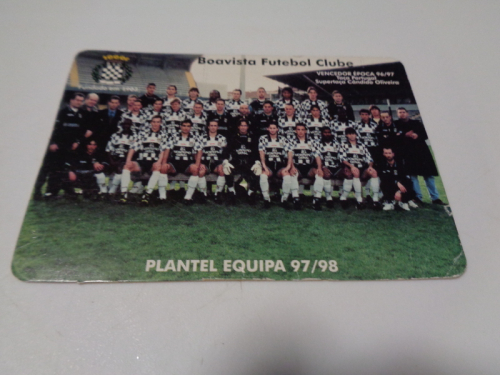 Boavista Futebol Clube
VENCEDOR ÉPOCA 96/97
Taça Portugal
Supertaça Cândido Oliveira
PLANTEL EQUIPA 97/98